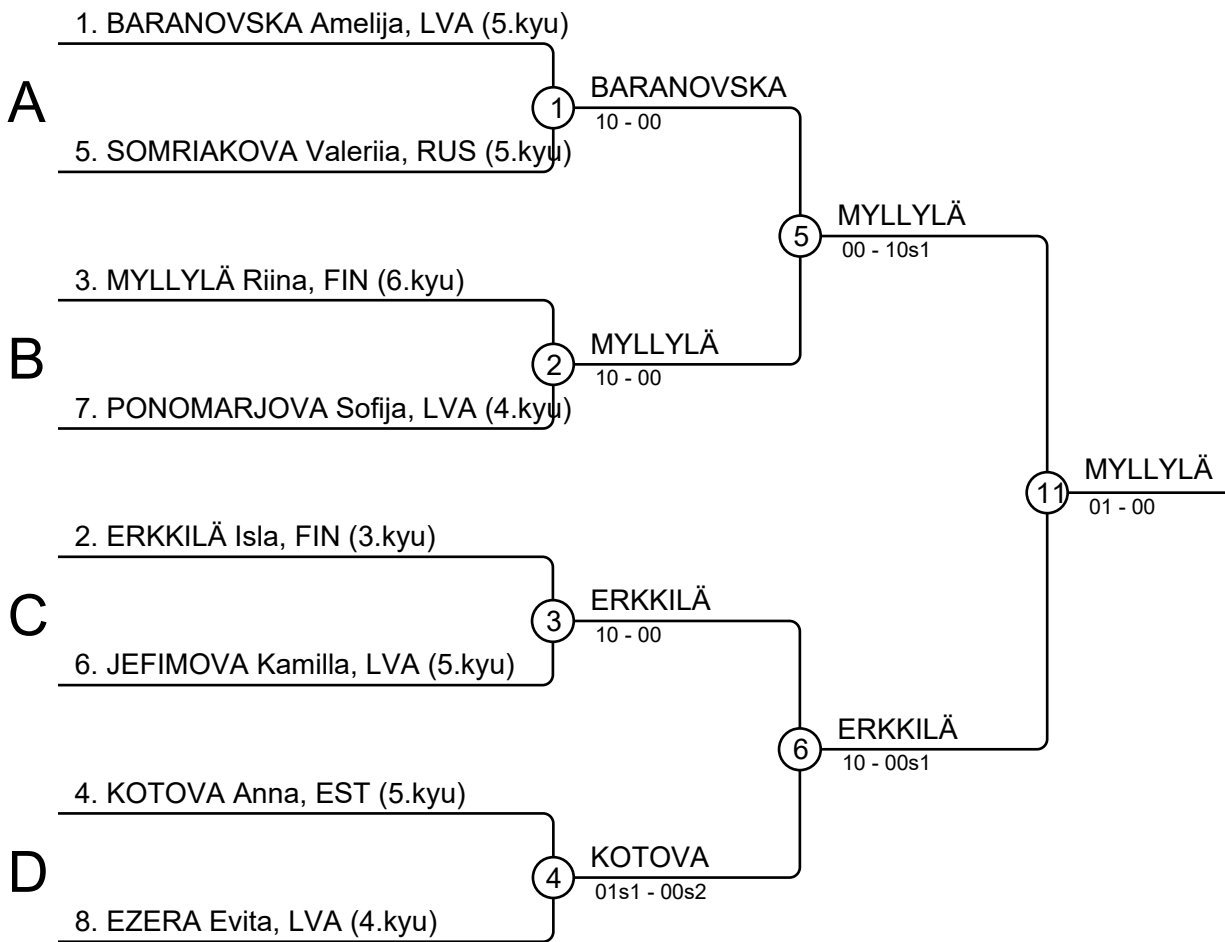 1. BARANOVSKA Amelija, LVA (5.kyu)
A
1
BARANOVSKA
10 - 00
5. SOMRIAKOVA Valeriia, RUS (5.kyu)
5
MYLLYLÄ
00 - 10s1
3. MYLLYLÄ Riina, FIN (6.kyu)
B
2
MYLLYLÄ
10 - 00
7. PONOMARJOVA Sofija, LVA (4.kyu)
11
MYLLYLÄ
01 - 00
2. ERKKILÄ Isla, FIN (3.kyu)
C
3
ERKKILÄ
10 - 00
6. JEFIMOVA Kamilla, LVA (5.kyu)
6
ERKKILÄ
10 - 00s1
4. KOTOVA Anna, EST (5.kyu)
D
4
KOTOVA
01s1 - 00s2
8. EZERA Evita, LVA (4.kyu)